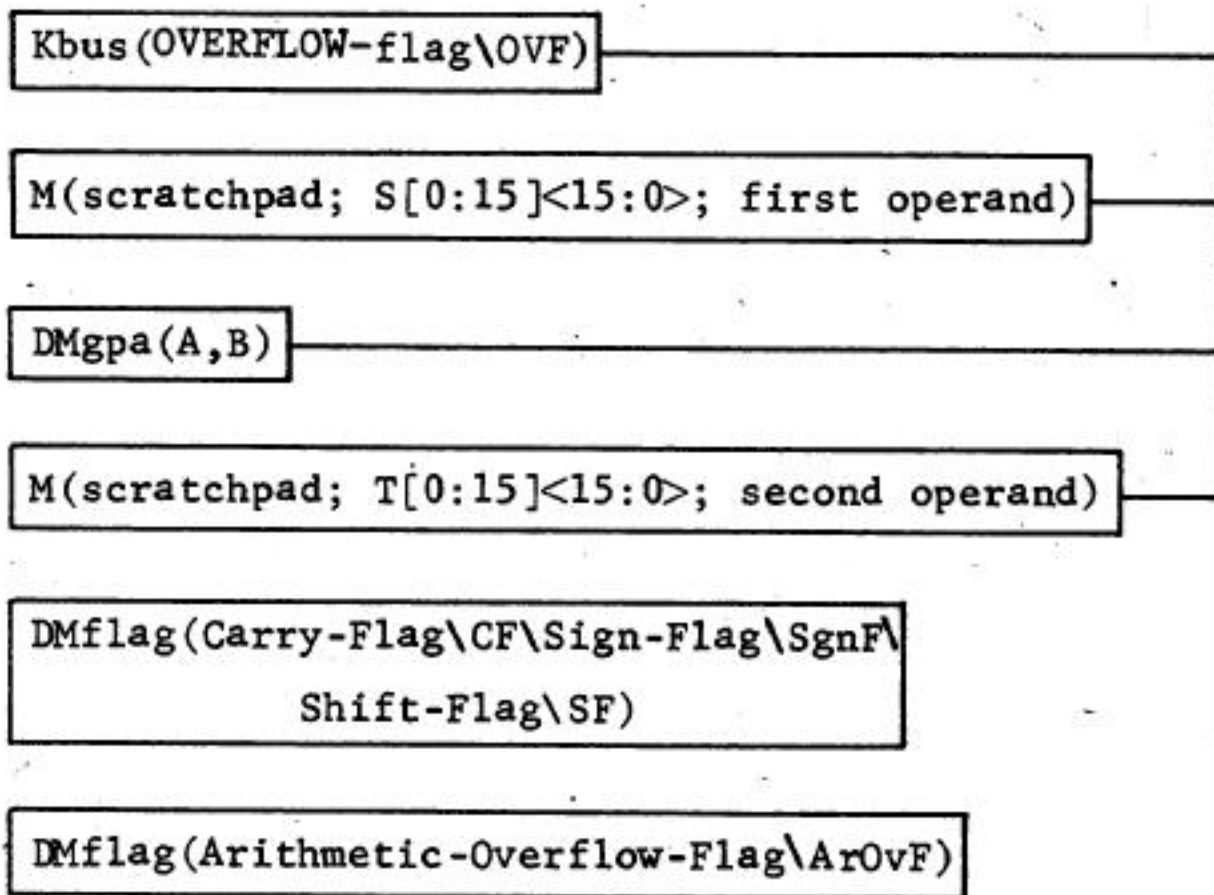 Kbus(OVERFLOW-flag\OVF)
M(scratchpad; S[0:15]<15:0>; first operand)
DMgpa(A,B)
M(scratchpad; T[0:15]<15:0>; second operand)
DMflag(Carry-Flag\CF\Sign-Flag\SgnF\
Shift-Flag\SF)
DMflag(Arithmetic-Overflow-Flag\ArOvF)